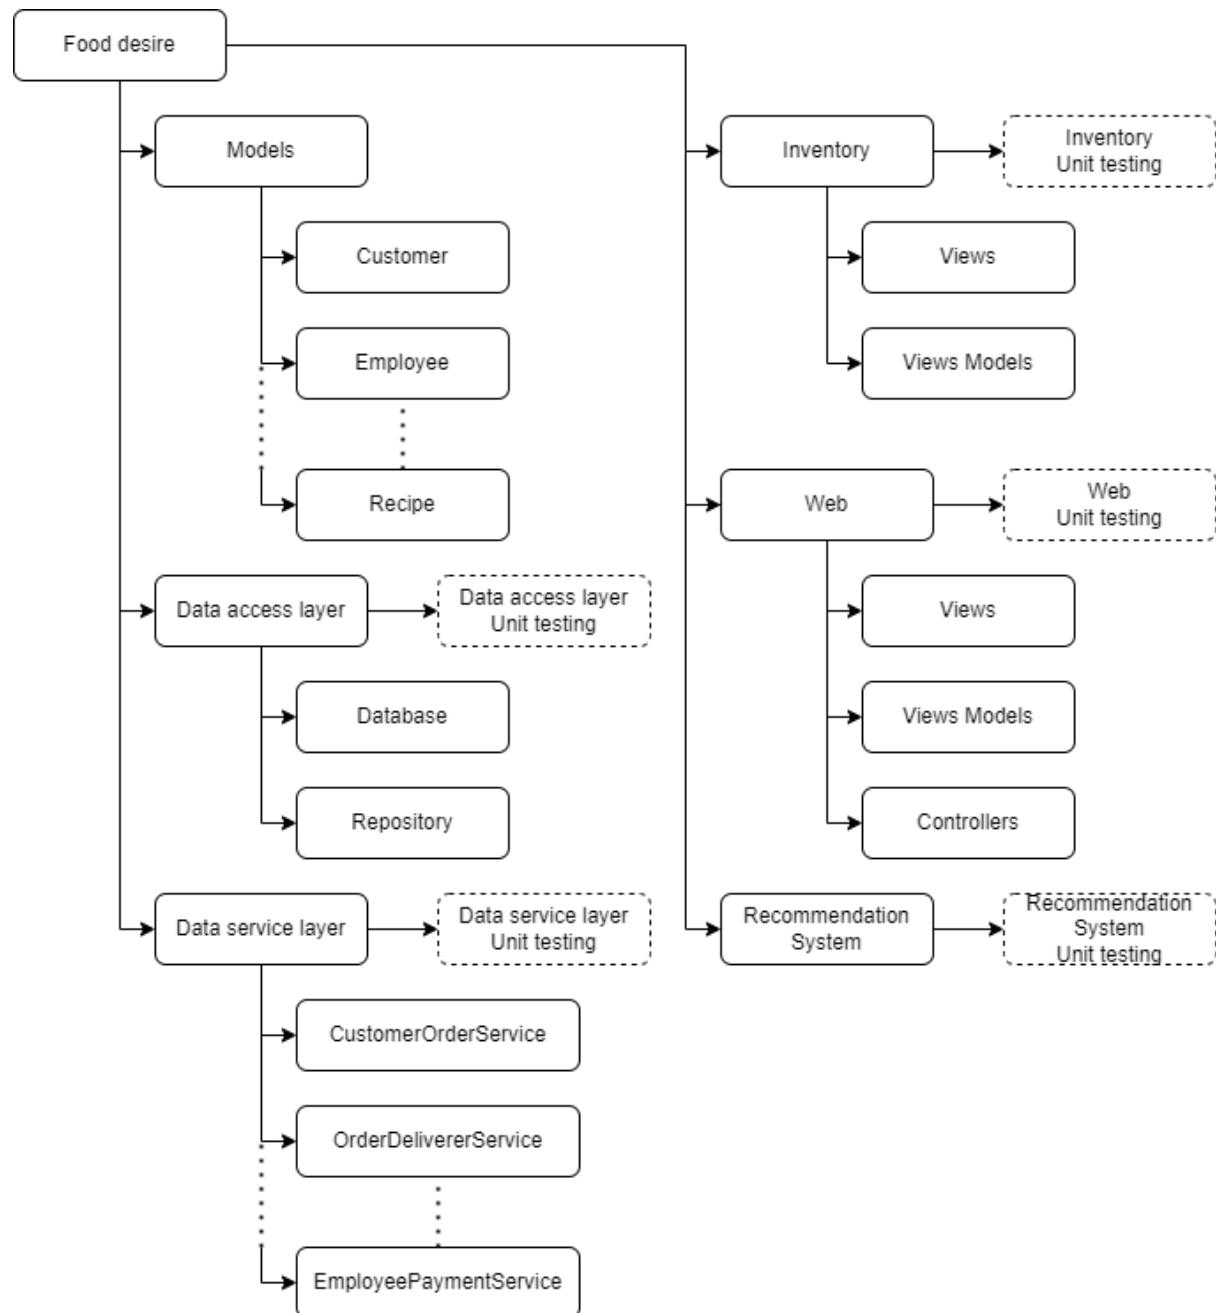 Food desire
Models
Customer
Employee
Recipe
Data access layer
Data access layer
Unit testing
Database
Repository
Data service layer
Data service layer
Unit testing
CustomerOrderService
OrderDelivererService
EmployeePaymentService
Inventory
Inventory
Unit testing
Views
Views Models
Web
Web
Unit testing
Views
Views Models
Controllers
Recommendation
System
Recommendation
System
Unit testing